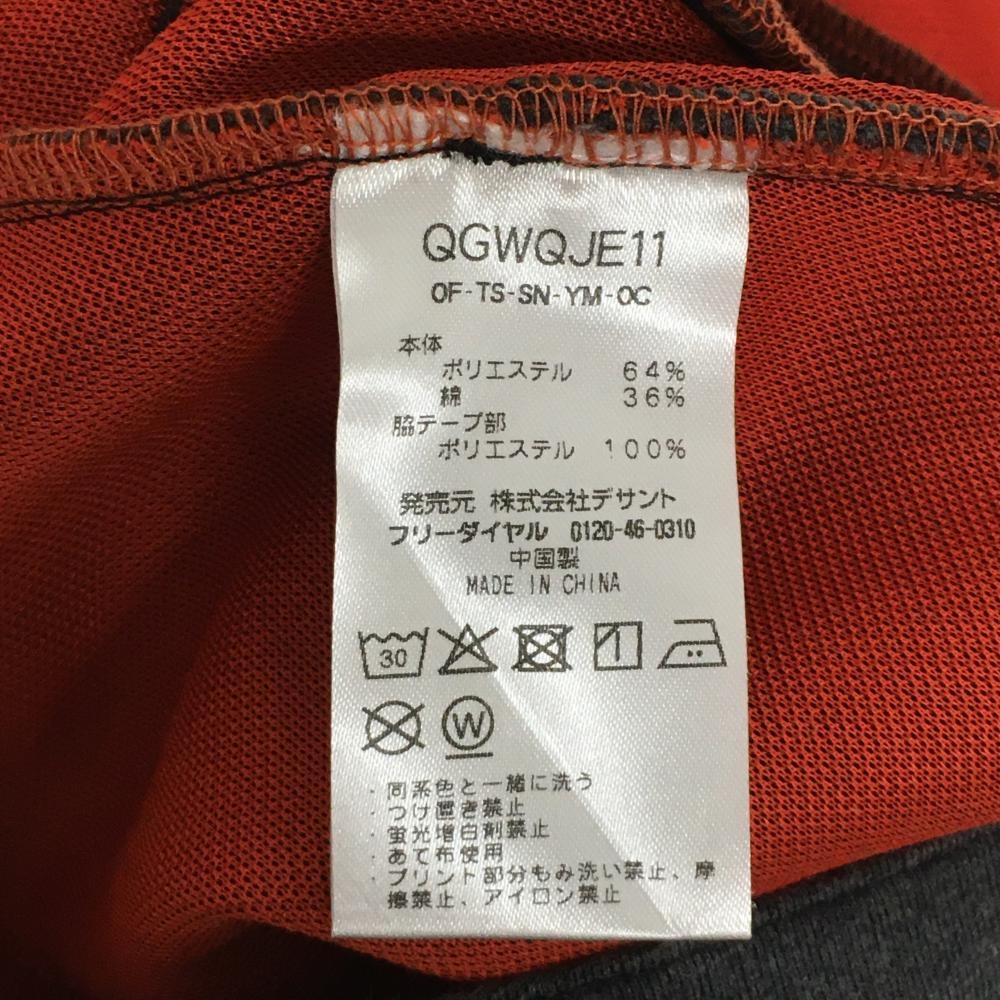 QGWQJE11
OF-TS-SN-YM-OC
本体
ポリエステル 64%
綿 36%
脇テープ部
ポリエステル 100%
発売元 株式会社デサント
フリーダイヤル 0120-46-0310
中国製
MADE IN CHINA
30
W
・同系色と一緒に洗う
・つけ置き禁止
・蛍光増白剤禁止
・あて布使用
・プリント部分もみ洗い禁止、摩
擦禁止、アイロン禁止